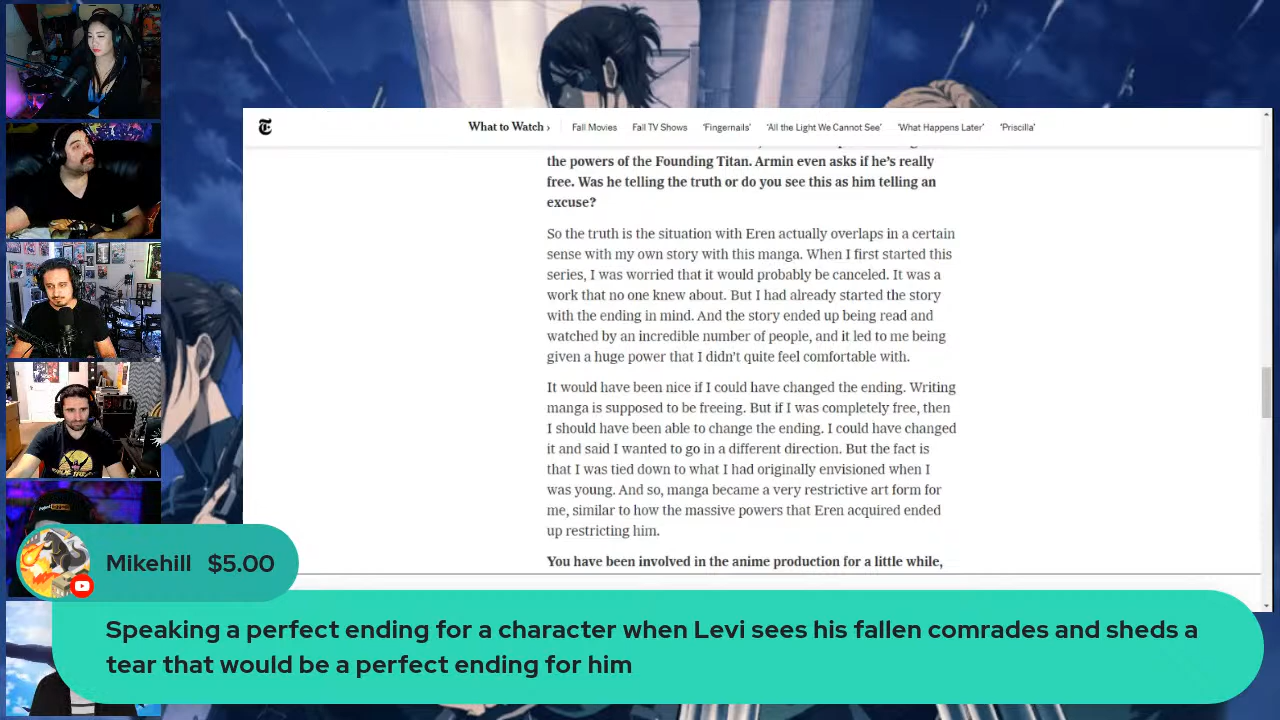 What to Watch ›
Fall Movies
Fall TV Shows
‘Fingernails’
‘All the Light We Cannot See’
‘What Happens Later’
‘Priscilla’
the powers of the Founding Titan. Armin even asks if he’s really
free. Was he telling the truth or do you see this as him telling an
excuse?
So the truth is the situation with Eren actually overlaps in a certain
sense with my own story with this manga. When I first started this
series, I was worried that it would probably be canceled. It was a
work that no one knew about. But I had already started the story
with the ending in mind. And the story ended up being read and
watched by an incredible number of people, and it led to me being
given a huge power that I didn’t quite feel comfortable with.
It would have been nice if I could have changed the ending. Writing
manga is supposed to be freeing. But if I was completely free, then
I should have been able to change the ending. I could have changed
it and said I wanted to go in a different direction. But the fact is
that I was tied down to what I had originally envisioned when I
was young. And so, manga became a very restrictive art form for
me, similar to how the massive powers that Eren acquired ended
up restricting him.
You have been involved in the anime production for a little while,
Mikehill $5.00
Speaking a perfect ending for a character when Levi sees his fallen comrades and sheds a
tear that would be a perfect ending for him